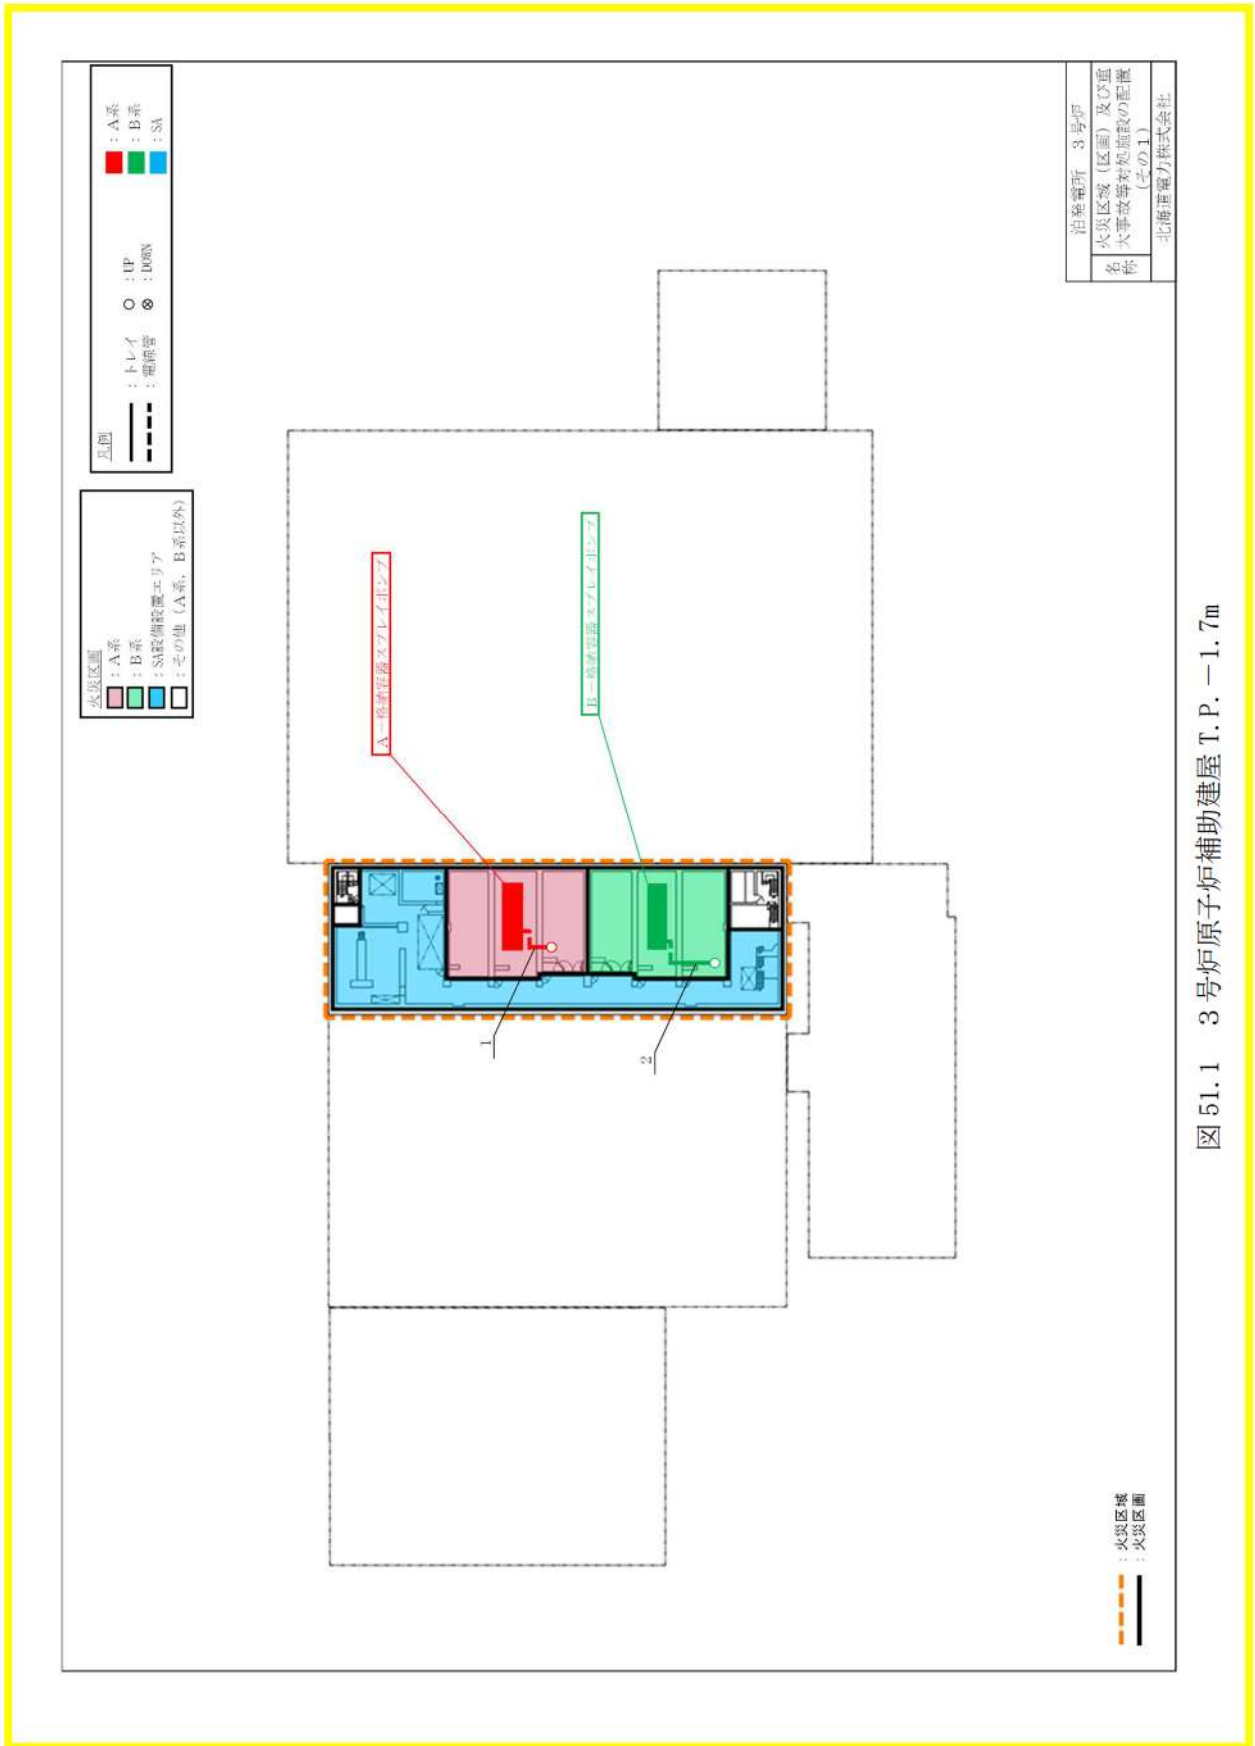 火災区画
：A系
：B系
：SA設備設置エリア
：その他（A系, B系以外）
凡例
：トレイ
：電線管
○ ：UP
⊗ ：DOWN
：A系
：B系
：SA
A－格納容器スプレイポンプ
B－格納容器スプレイポンプ
1
2
：火災区域
：火災区画
泊発電所　3号炉
名称
火災区域（区画）及び重
大事故等対処施設の配置
（その1）
北海道電力株式会社
図 51.1　3号炉原子炉補助建屋 T.P.－1.7m